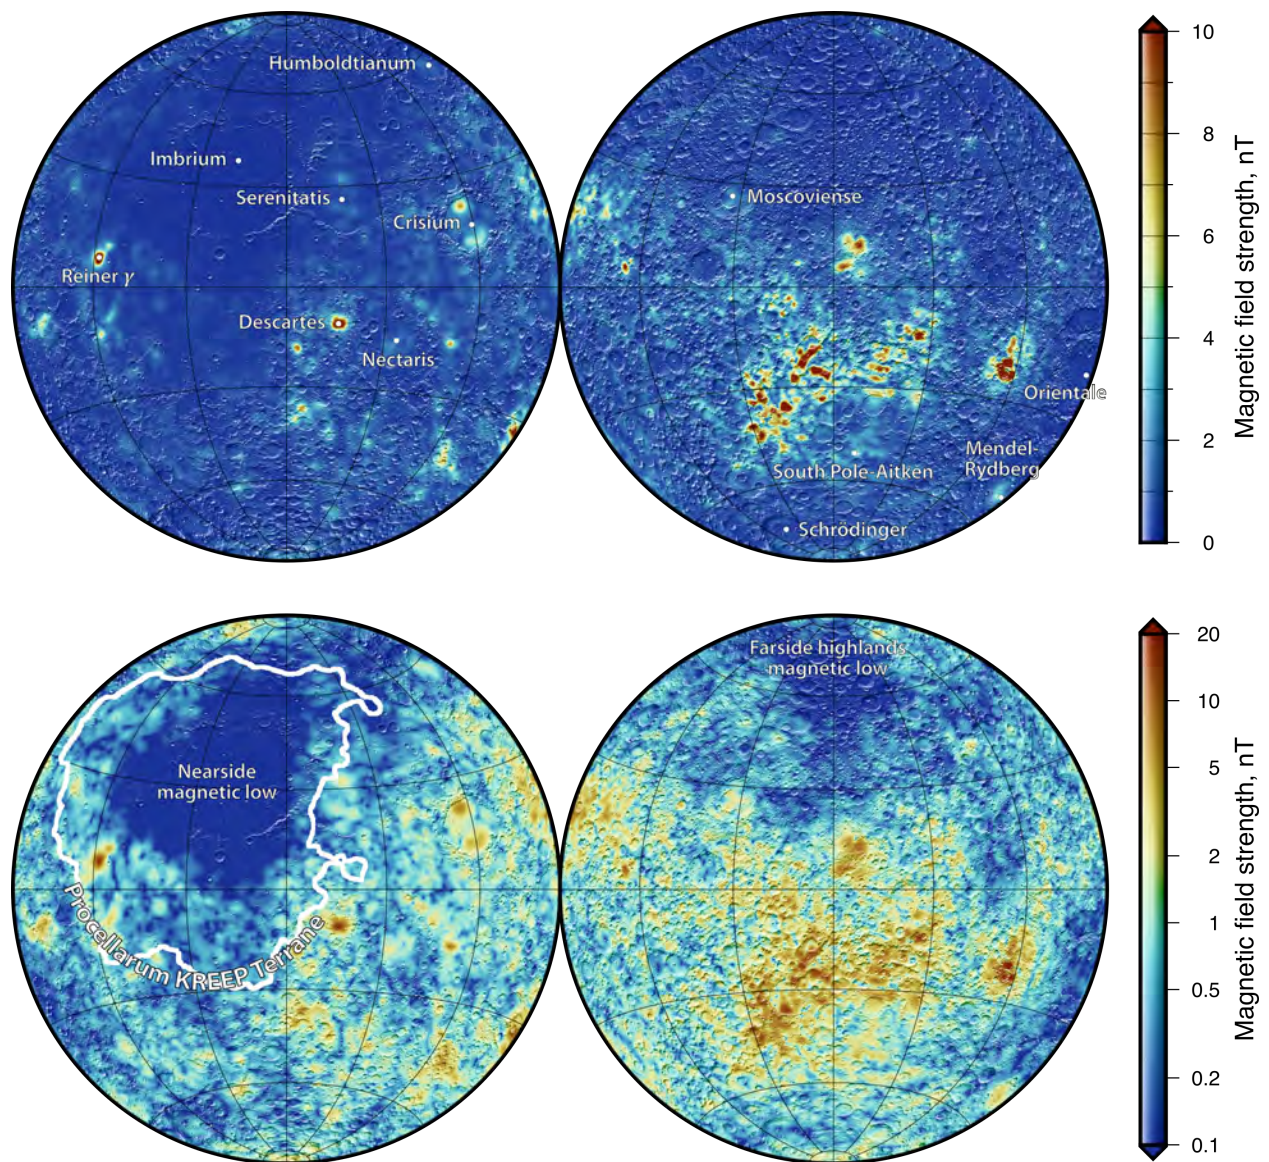 Humboldtianum
Imbrium
Serenitatis
Crisium
Reiner γ
Descartes
Nectaris
Moscoviense
Orientale
Mendel-
Rydberg
South Pole-Aitken
Schrödinger
10
8
6
4
2
0
Magnetic field strength, nT
Nearside
magnetic low
Procellarum KREEP Terrane
Farside highlands
magnetic low
20
10
5
2
1
0.5
0.2
0.1
Magnetic field strength, nT